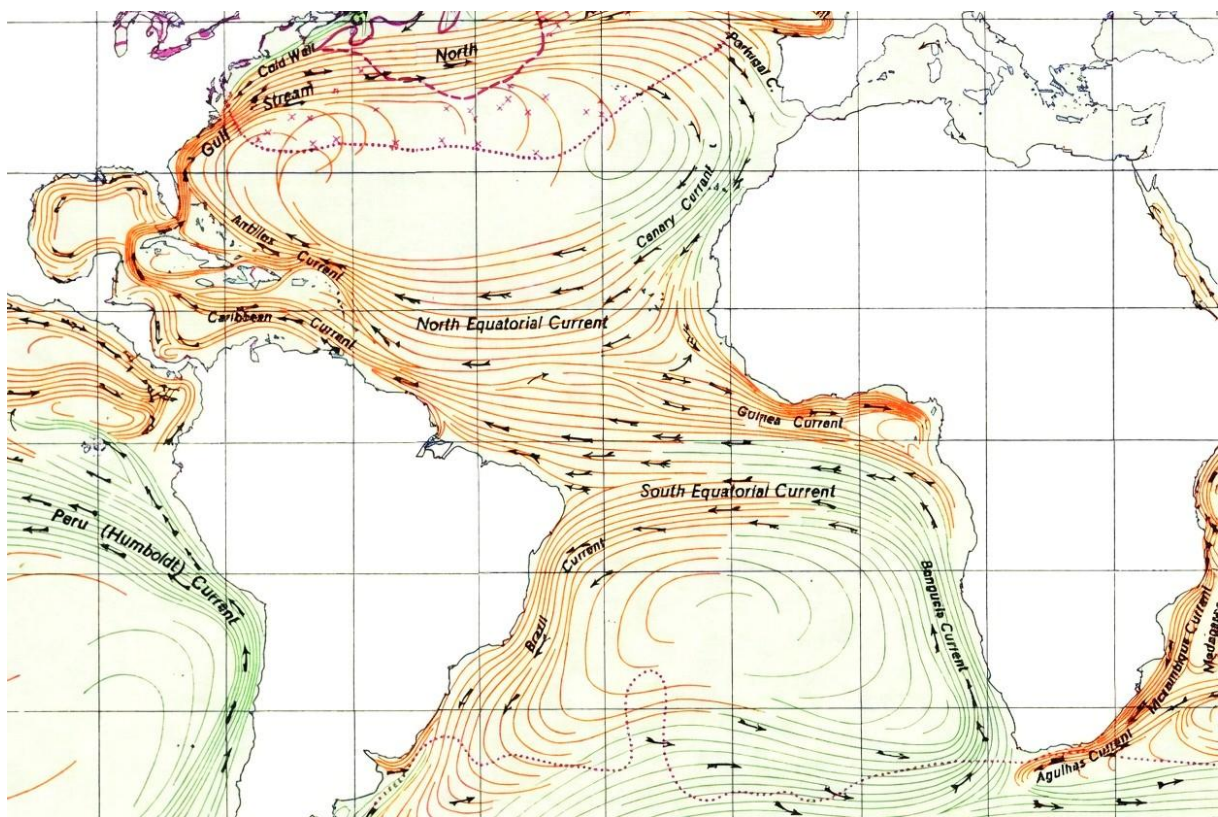 Cold Wall
North
Portugal C.
Stream
Gulf
Canary Currant
Antilles
Current
Caribbean
Current
North Equatorial Current
Guinea Current
South Equatorial Current
Peru (Humboldt) Current
Current
Brazil
Benguela Current
Mozambique Current
Agulhas Current